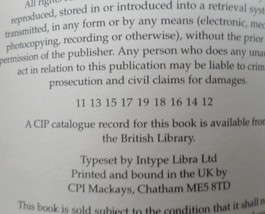 All rights
reproduced, stored in or introduced into a retrieval syst
transmitted, in any form or by any means (electronic, mec
photocopying, recording or otherwise), without the prior
permission of the publisher. Any person who does any unau
act in relation to this publication may be liable to crim
prosecution and civil claims for damages.
11 13 15 17 19 18 16 14 12
A CIP catalogue record for this book is available from
the British Library.
Typeset by Intype Libra Ltd
Printed and bound in the UK by
CPI Mackays, Chatham ME5 8TD
This book is sold subject to the condition that it shall n